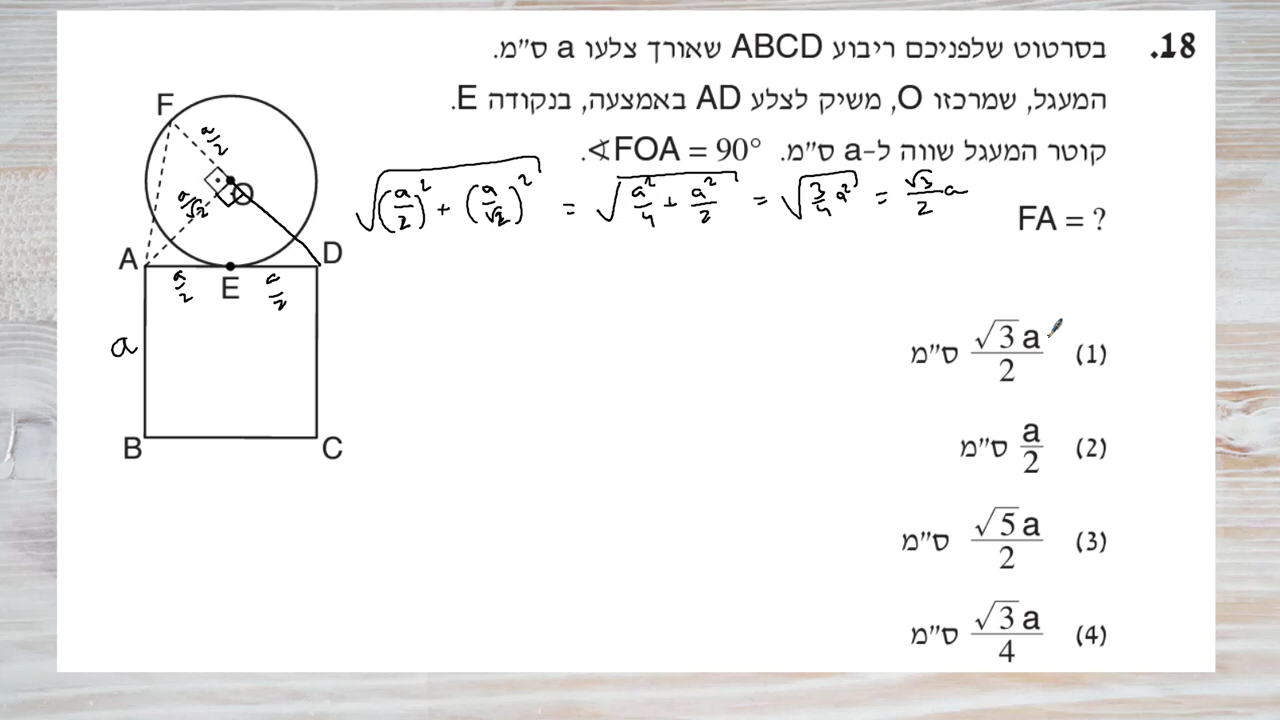 18. בסרטוט שלפניכם ריבוע ABCD שאורך צלעו a ס"מ.
המעגל, שמרכזו O, משיק לצלע AD באמצעה, בנקודה E.
קוטר המעגל שווה ל-a ס"מ. ∢FOA = 90°.
FA = ?
√((a/2)² + (a/√2)²) = √(a²/4 + a²/2) = √(3/4 a²) = √3/2 a
F
a/2
a/√2
O
A
D
a/2
E
a/2
a
B
C
(1) √3a/2 ס"מ
(2) a/2 ס"מ
(3) √5a/2 ס"מ
(4) √3a/4 ס"מ